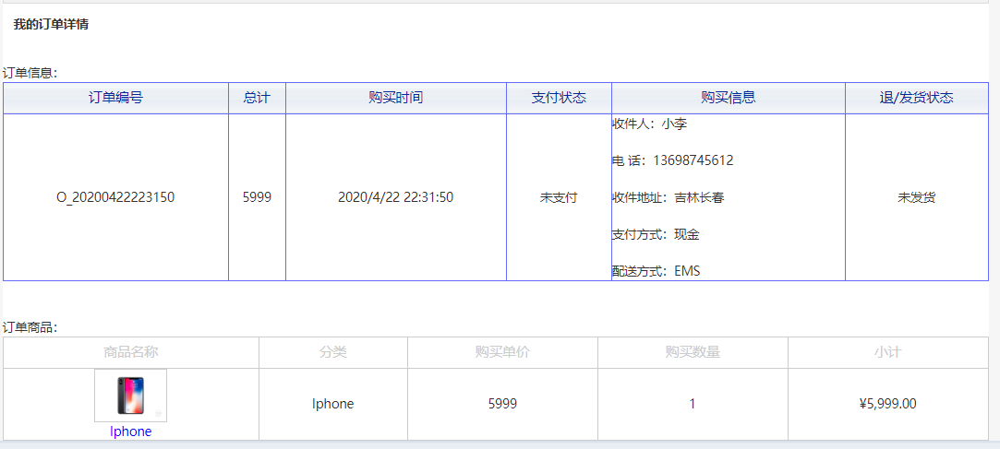 我的订单详情
订单信息：
订单编号 总计 购买时间 支付状态 购买信息 退/发货状态
收件人：小李
电 话：13698745612
O_20200422223150 5999 2020/4/22 22:31:50 未支付 收件地址：吉林长春 未发货
支付方式：现金
配送方式：EMS
订单商品：
商品名称 分类 购买单价 购买数量 小计
Iphone 5999 1 ¥5,999.00
Iphone